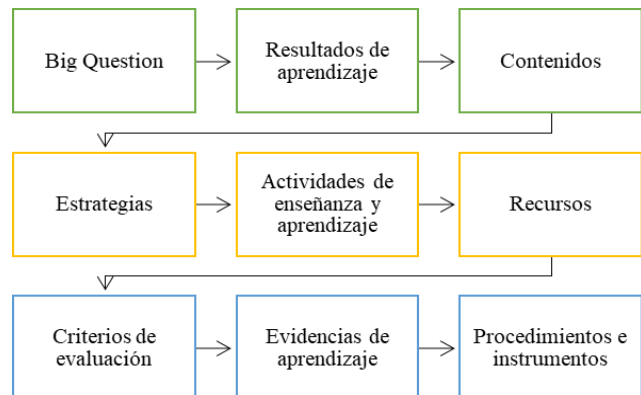 Big Question
Resultados de
aprendizaje
Contenidos
Estrategias
Actividades de
enseñanza y
aprendizaje
Recursos
Criterios de
evaluación
Evidencias de
aprendizaje
Procedimientos e
instrumentos